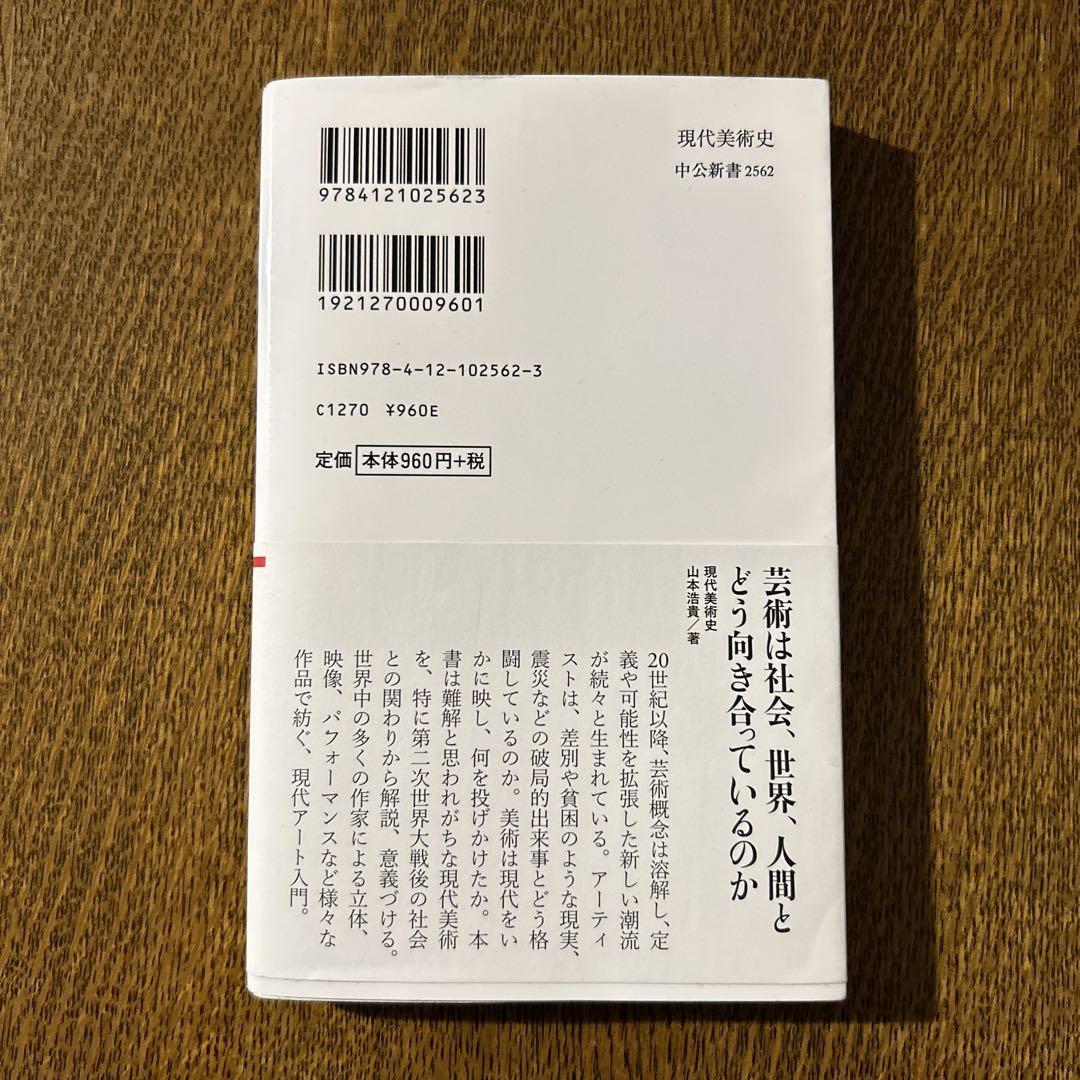 9784121025623
1921270009601
ISBN978-4-12-102562-3
C1270 ¥960E
定価 本体960円+税
現代美術史
中公新書 2562
芸術は社会、世界、人間と
どう向き合っているのか
現代美術史
山本浩貴/著
20世紀以降、芸術概念は溶解し、定
義や可能性を拡張した新しい潮流
が続々と生まれている。アーティ
ストは、差別や貧困のような現実、
震災などの破局的出来事とどう格
闘しているのか。美術は現代をい
かに映し、何を投げかけたか。本
書は難解と思われがちな現代美術
を、特に第二次世界大戦後の社会
との関わりから解説、意義づける。
世界中の多くの作家による立体、
映像、パフォーマンスなど様々な
作品で紡ぐ、現代アート入門。